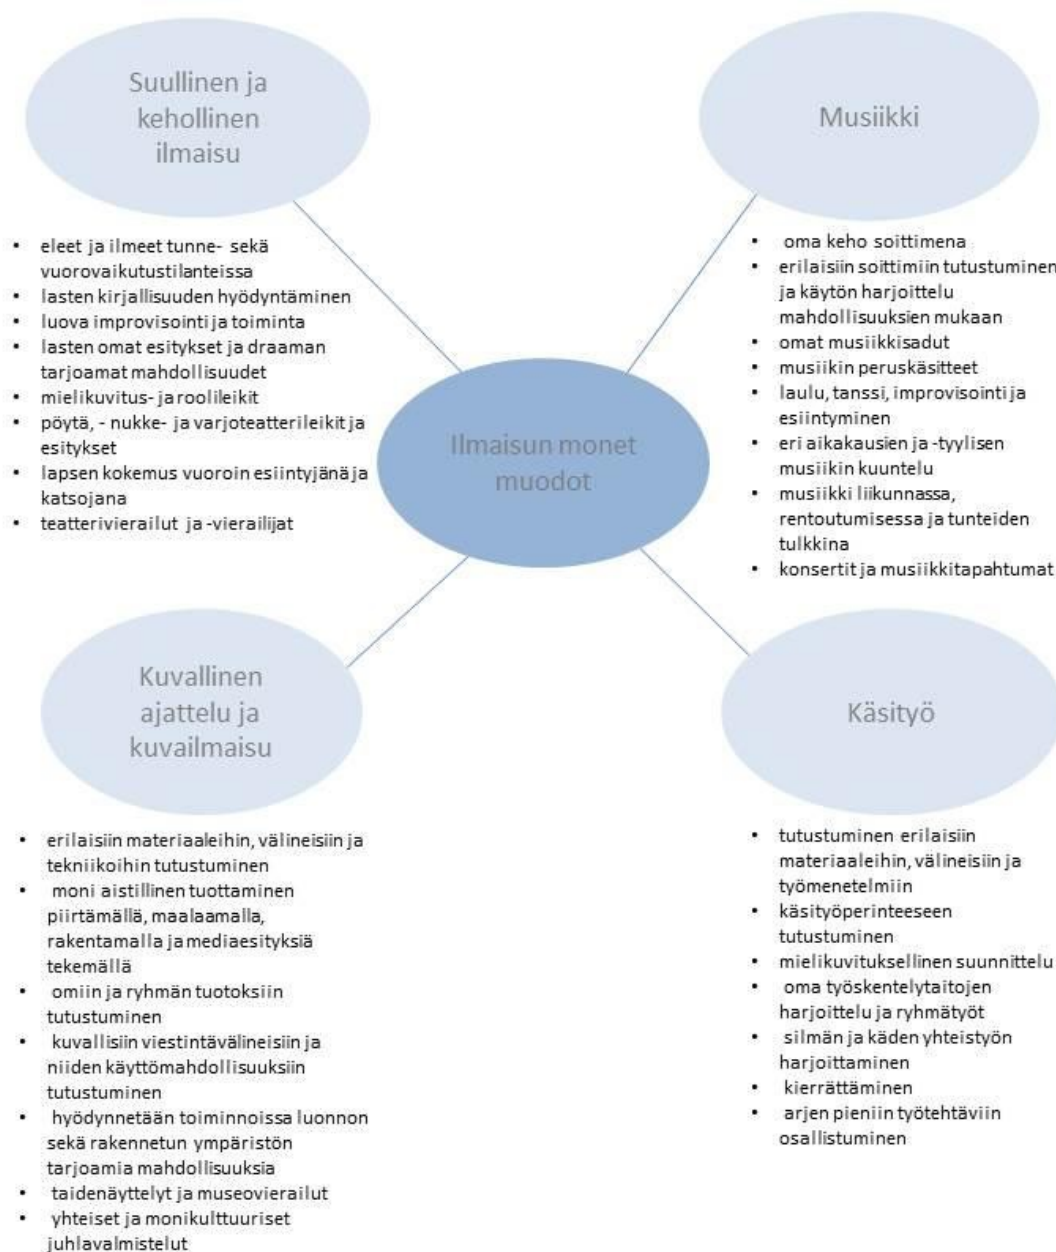 Suullinen ja
kehollinen
ilmaisu
• eleet ja ilmeet tunne- sekä
vuorovaikutustilanteissa
• lasten kirjallisuuden hyödyntäminen
• luova improvisointi ja toiminta
• lasten omat esitykset ja draaman
tarjoamat mahdollisuudet
• mielikuvitus- ja roolileikit
• pöytä, - nukke- ja varjoteatterileikit ja
esitykset
• lapsen kokemus vuoroin esiintyjänä ja
katsojana
• teatterivierailut ja -vierailijat
Musiikki
• oma keho soittimena
• erilaisiin soittimiin tutustuminen
ja käytön harjoittelu
mahdollisuuksien mukaan
• omat musiikkisadut
• musiikin peruskäsitteet
• laulu, tanssi, improvisointi ja
esiintyminen
• eri aikakausien ja -tyylisen
musiikin kuuntelu
• musiikki liikunnassa,
rentoutumisessa ja tunteiden
tulkkina
• konsertit ja musiikkitapahtumat
Ilmaisun monet
muodot
Kuvallinen
ajattelu ja
kuvailmaisu
• erilaisiin materiaaleihin, välineisiin ja
tekniikoihin tutustuminen
• moni aistillinen tuottaminen
piirtämällä, maalaamalla,
rakentamalla ja mediaesityksiä
tekemällä
• omiin ja ryhmän tuotoksiin
tutustuminen
• kuvallisiin viestintävälineisiin ja
niiden käyttömahdollisuuksiin
tutustuminen
• hyödynnetään toiminnoissa luonnon
sekä rakennetun ympäristön
tarjoamia mahdollisuuksia
• taidenäyttelyt ja museovierailut
• yhteiset ja monikulttuuriset
juhlavalmistelut
Käsityö
• tutustuminen erilaisiin
materiaaleihin, välineisiin ja
työmenetelmiin
• käsityöperinteeseen
tutustuminen
• mielikuvituksellinen suunnittelu
• oma työskentelytaitojen
harjoittelu ja ryhmätyöt
• silmän ja käden yhteistyön
harjoittaminen
• kierrättäminen
• arjen pieniin työtehtäviin
osallistuminen